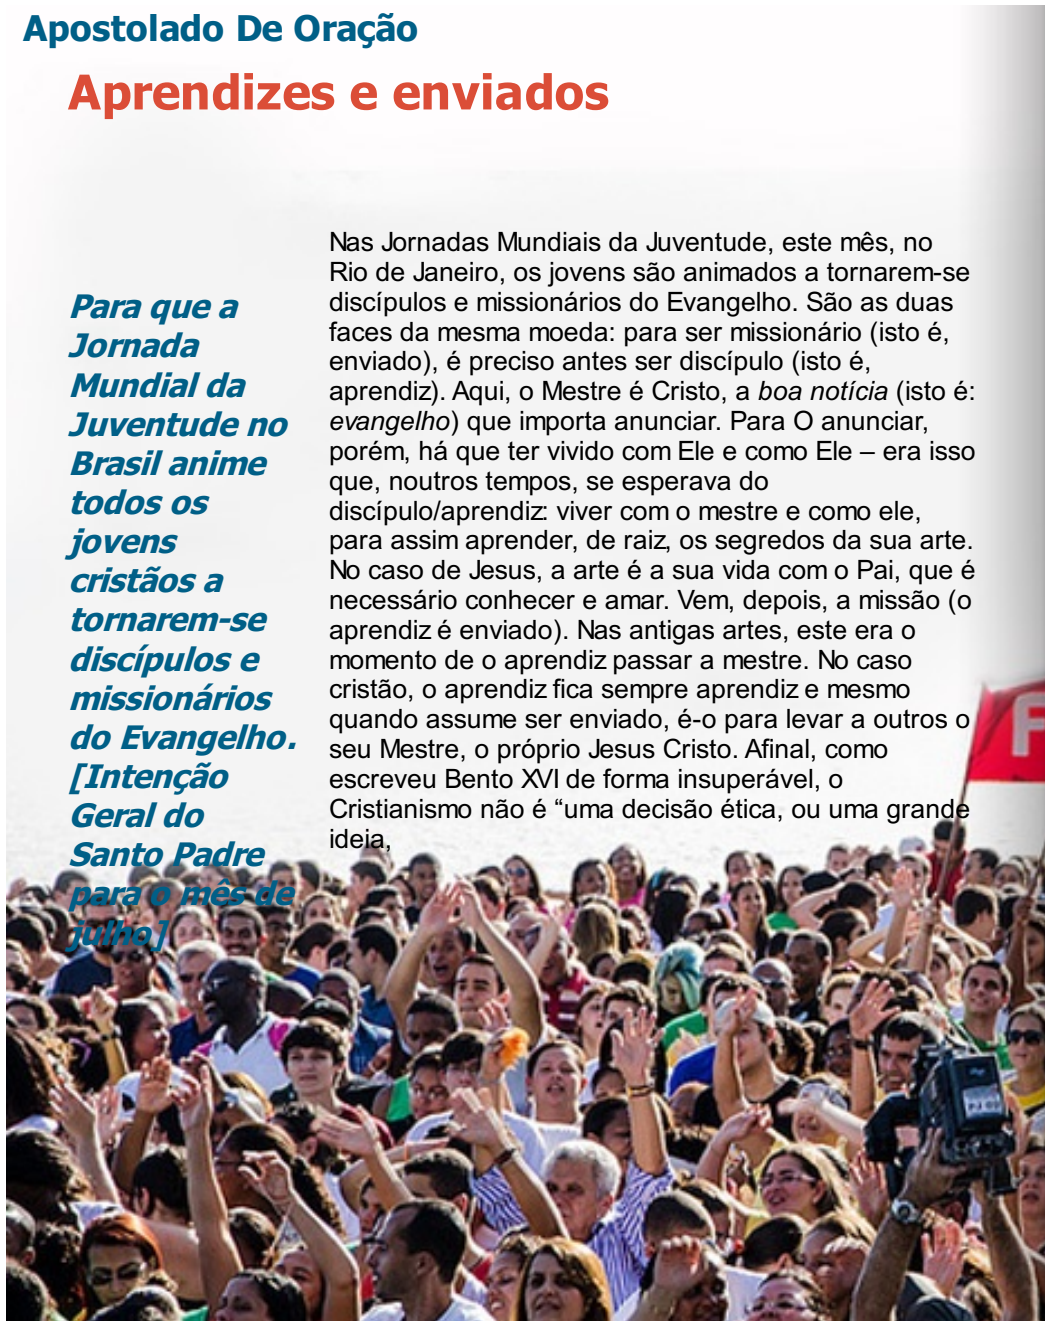 Apostolado De Oração
Aprendizes e enviados
Para que a
Jornada
Mundial da
Juventude no
Brasil anime
todos os
jovens
cristãos a
tornarem-se
discípulos e
missionários
do Evangelho.
[Intenção
Geral do
Santo Padre
para o mês de
julho]
Nas Jornadas Mundiais da Juventude, este mês, no
Rio de Janeiro, os jovens são animados a tornarem-se
discípulos e missionários do Evangelho. São as duas
faces da mesma moeda: para ser missionário (isto é,
enviado), é preciso antes ser discípulo (isto é,
aprendiz). Aqui, o Mestre é Cristo, a boa notícia (isto é:
evangelho) que importa anunciar. Para O anunciar,
porém, há que ter vivido com Ele e como Ele – era isso
que, noutros tempos, se esperava do
discípulo/aprendiz: viver com o mestre e como ele,
para assim aprender, de raiz, os segredos da sua arte.
No caso de Jesus, a arte é a sua vida com o Pai, que é
necessário conhecer e amar. Vem, depois, a missão (o
aprendiz é enviado). Nas antigas artes, este era o
momento de o aprendiz passar a mestre. No caso
cristão, o aprendiz fica sempre aprendiz e mesmo
quando assume ser enviado, é-o para levar a outros o
seu Mestre, o próprio Jesus Cristo. Afinal, como
escreveu Bento XVI de forma insuperável, o
Cristianismo não é “uma decisão ética, ou uma grande
ideia,
F